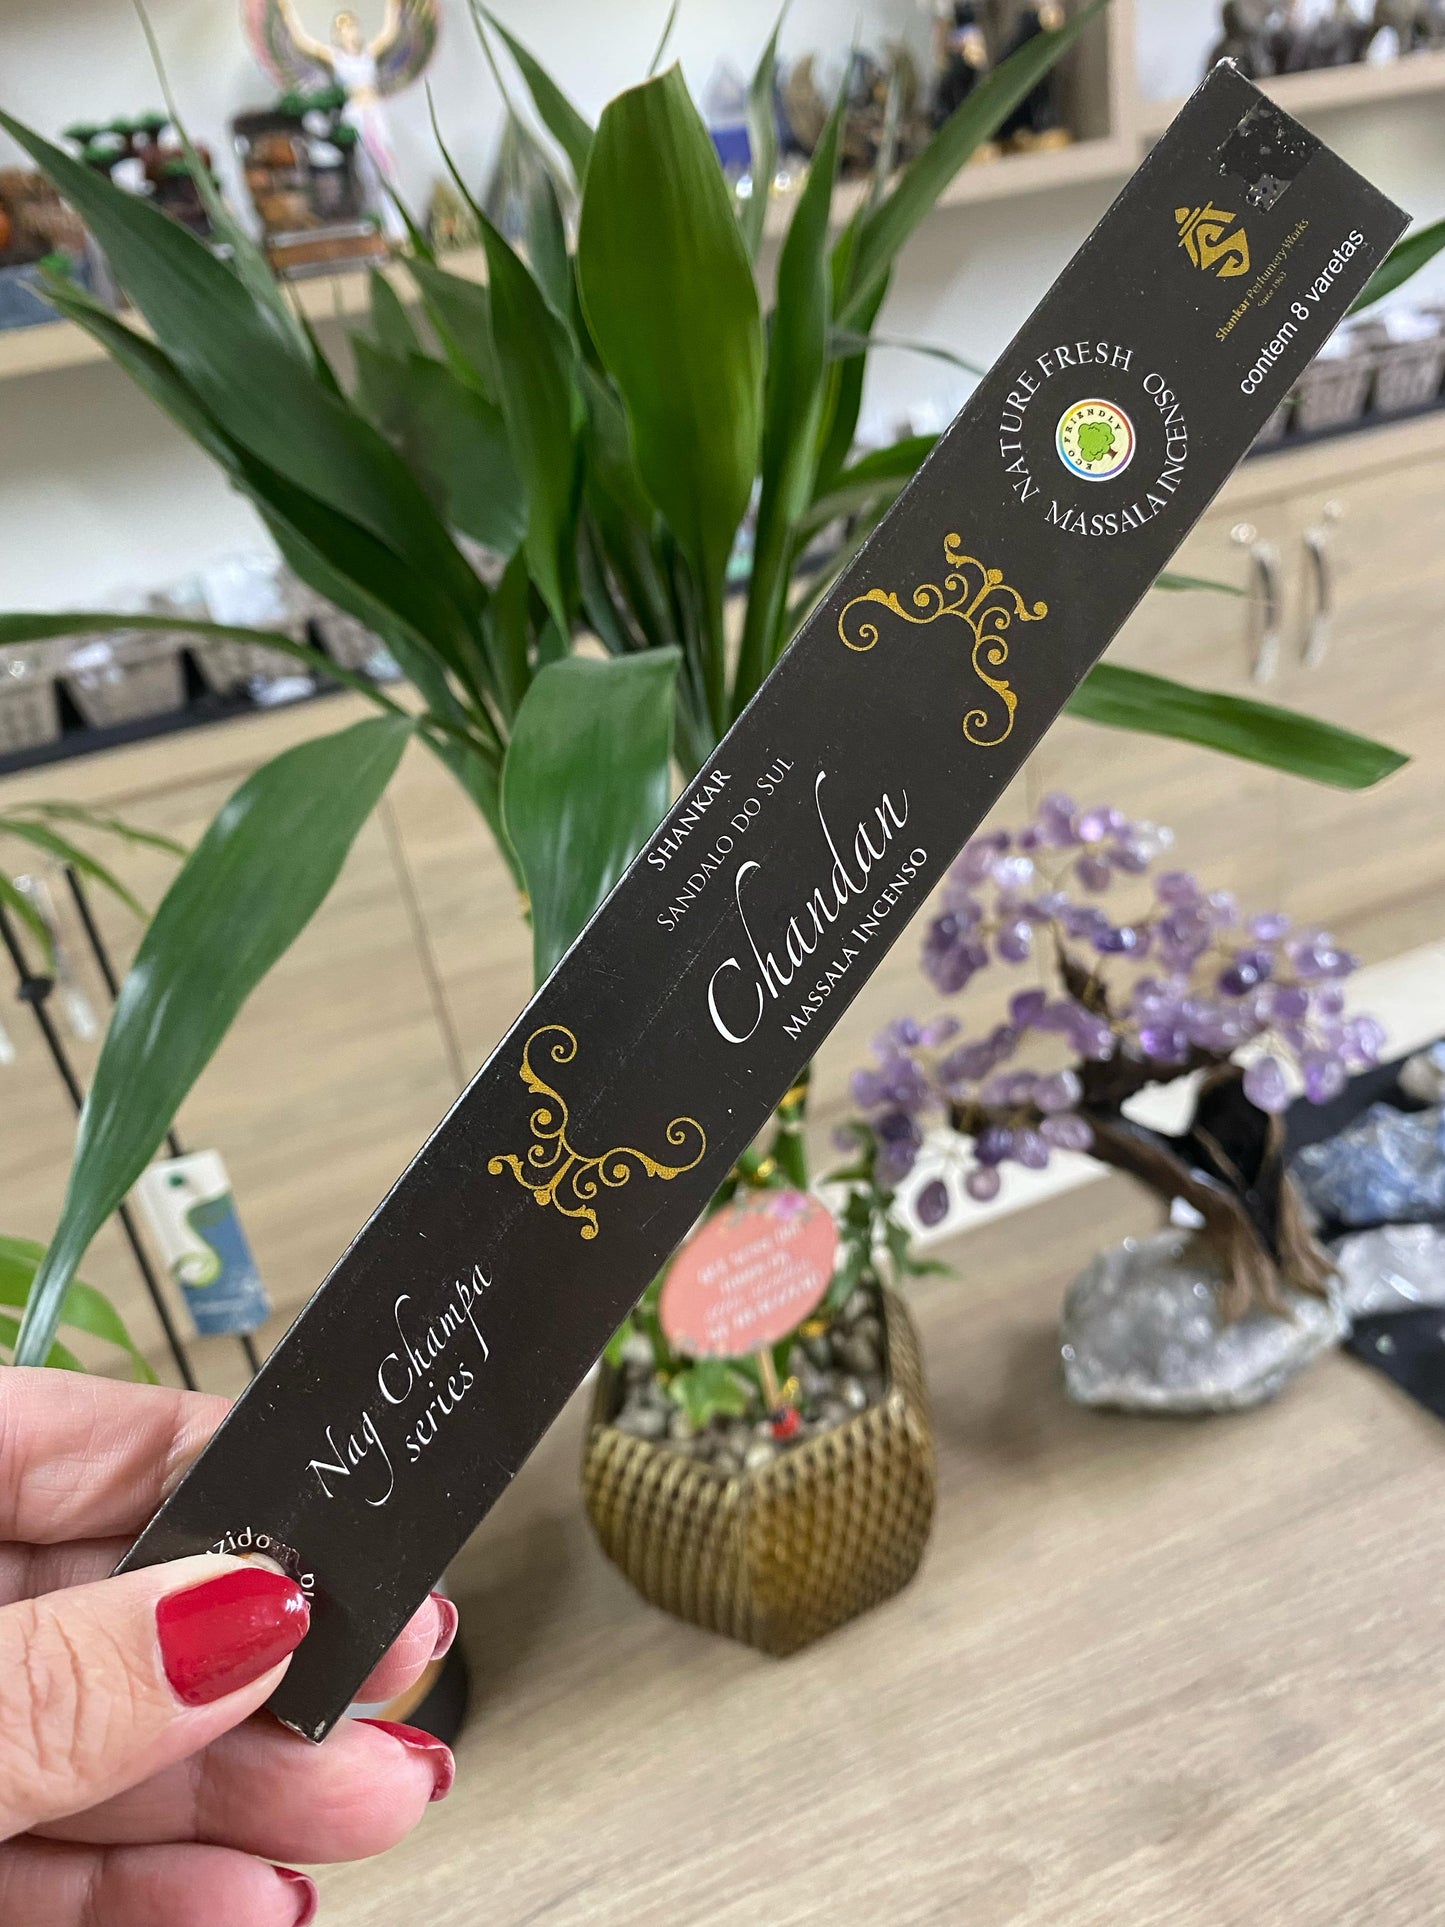 Shankar Perfumery Works
Since 1963
contem 8 varetas
NATURE FRESH
MASSALA INCENSO
ECO FRIENDLY
SHANKAR
SANDALO DO SUL
Chandan
MASSALA INCENSO
Nag Champa
series